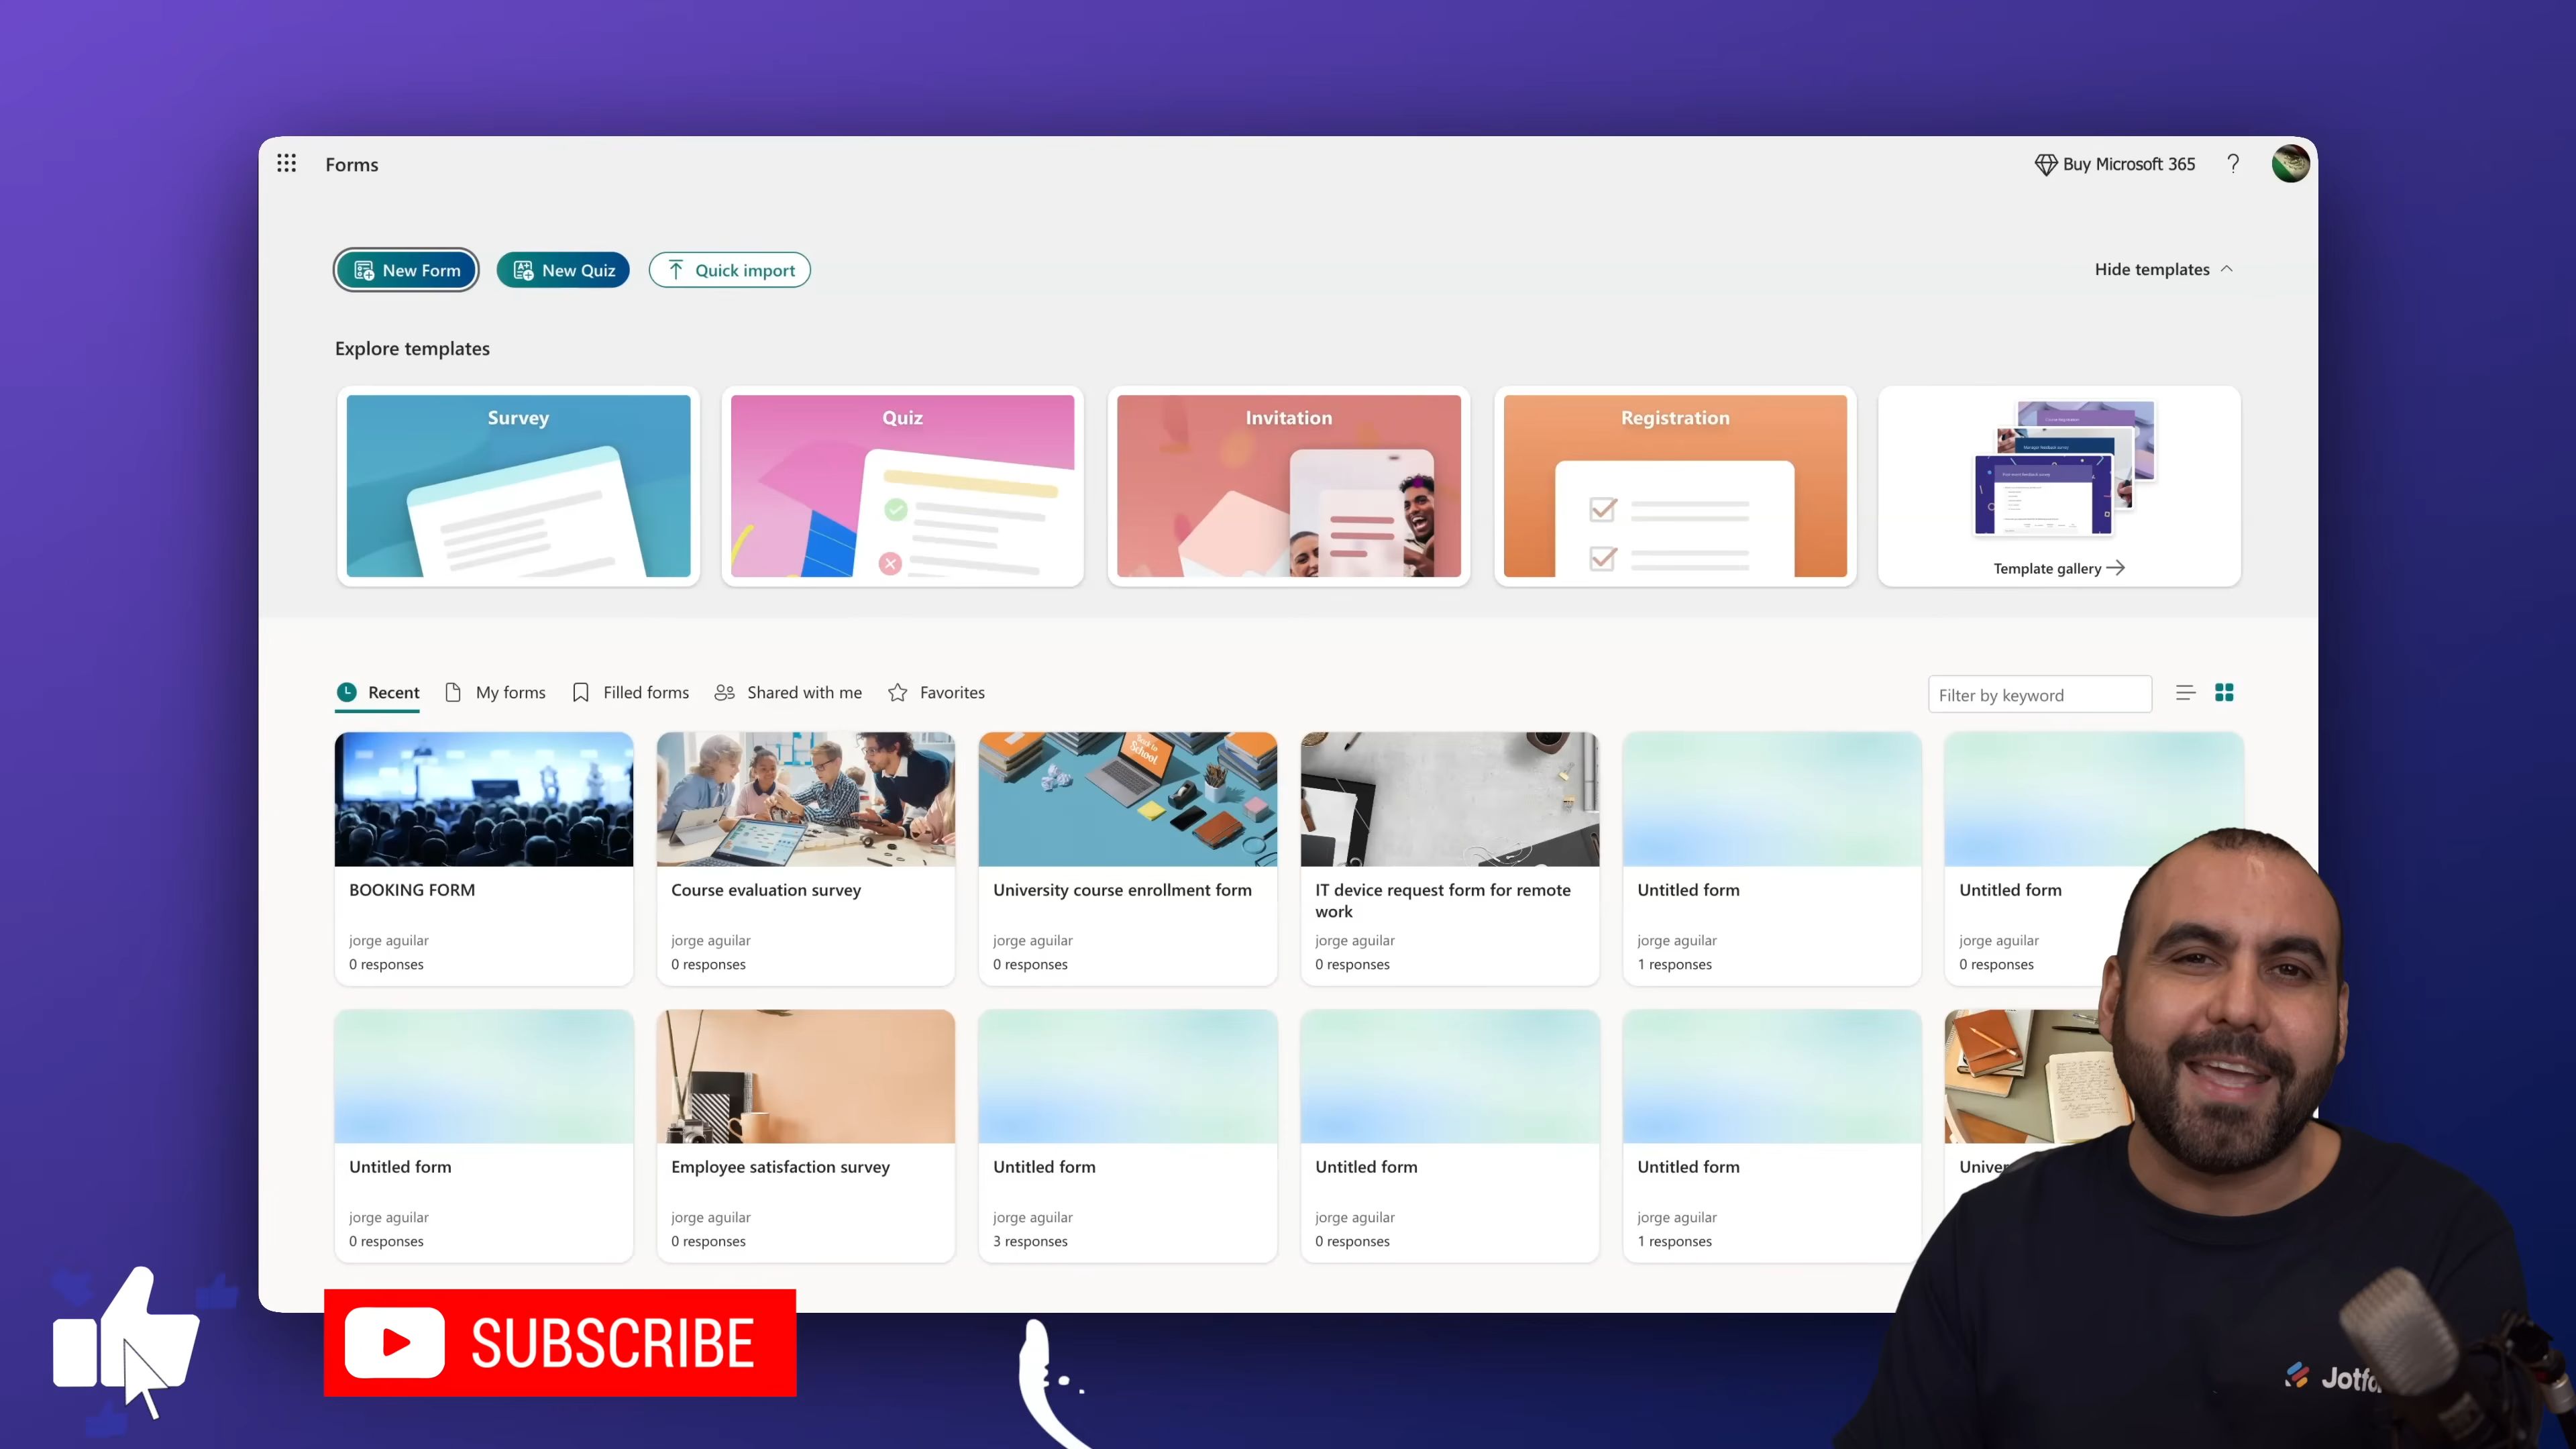 Forms
Buy Microsoft 365
?
New Form
New Quiz
Quick import
Hide templates
Explore templates
Survey
Quiz
Invitation
Registration
Template gallery
Recent
My forms
Filled forms
Shared with me
Favorites
Filter by keyword
Back to
School
BOOKING FORM
jorge aguilar
0 responses
Course evaluation survey
jorge aguilar
0 responses
University course enrollment form
jorge aguilar
0 responses
IT device request form for remote
work
jorge aguilar
0 responses
Untitled form
jorge aguilar
1 responses
Untitled form
jorge aguilar
0 responses
Untitled form
jorge aguilar
0 responses
Employee satisfaction survey
jorge aguilar
0 responses
Untitled form
jorge aguilar
3 responses
Untitled form
jorge aguilar
0 responses
Untitled form
jorge aguilar
1 responses
Univer
SUBSCRIBE
Jotfo